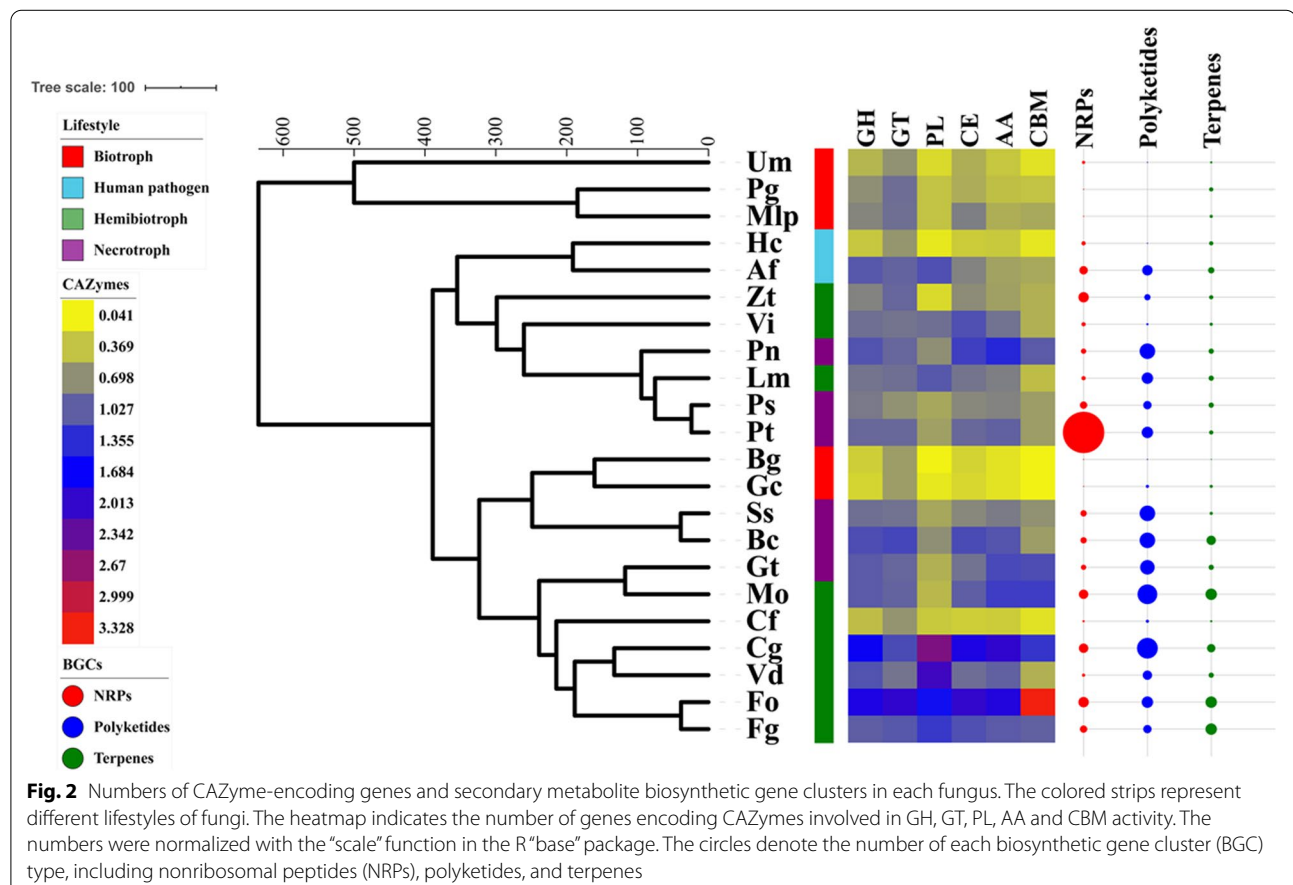 Tree scale: 100
Lifestyle
Biotroph
Human pathogen
Hemibiotroph
Necrotroph
CAZymes
0.041
0.369
0.698
1.027
1.355
1.684
2.013
2.342
2.67
2.999
3.328
BGCs
NRPs
Polyketides
Terpenes
600
500
400
300
200
100
0
GH
GT
PL
CE
AA
CBM
NRPs
Polyketides
Terpenes
Um
Pg
Mlp
Hc
Af
Zt
Vi
Pn
Lm
Ps
Pt
Bg
Gc
Ss
Bc
Gt
Mo
Cf
Cg
Vd
Fo
Fg
Fig. 2 Numbers of CAZyme-encoding genes and secondary metabolite biosynthetic gene clusters in each fungus. The colored strips represent
different lifestyles of fungi. The heatmap indicates the number of genes encoding CAZymes involved in GH, GT, PL, AA and CBM activity. The
numbers were normalized with the “scale” function in the R “base” package. The circles denote the number of each biosynthetic gene cluster (BGC)
type, including nonribosomal peptides (NRPs), polyketides, and terpenes